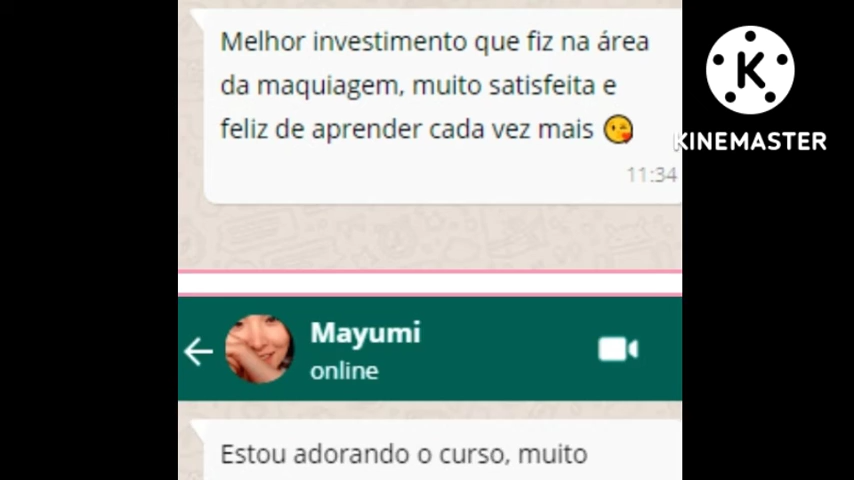 Melhor investimento que fiz na área
da maquiagem, muito satisfeita e
feliz de aprender cada vez mais 😘
11:34
K
KINEMASTER
Mayumi
online
Estou adorando o curso, muito